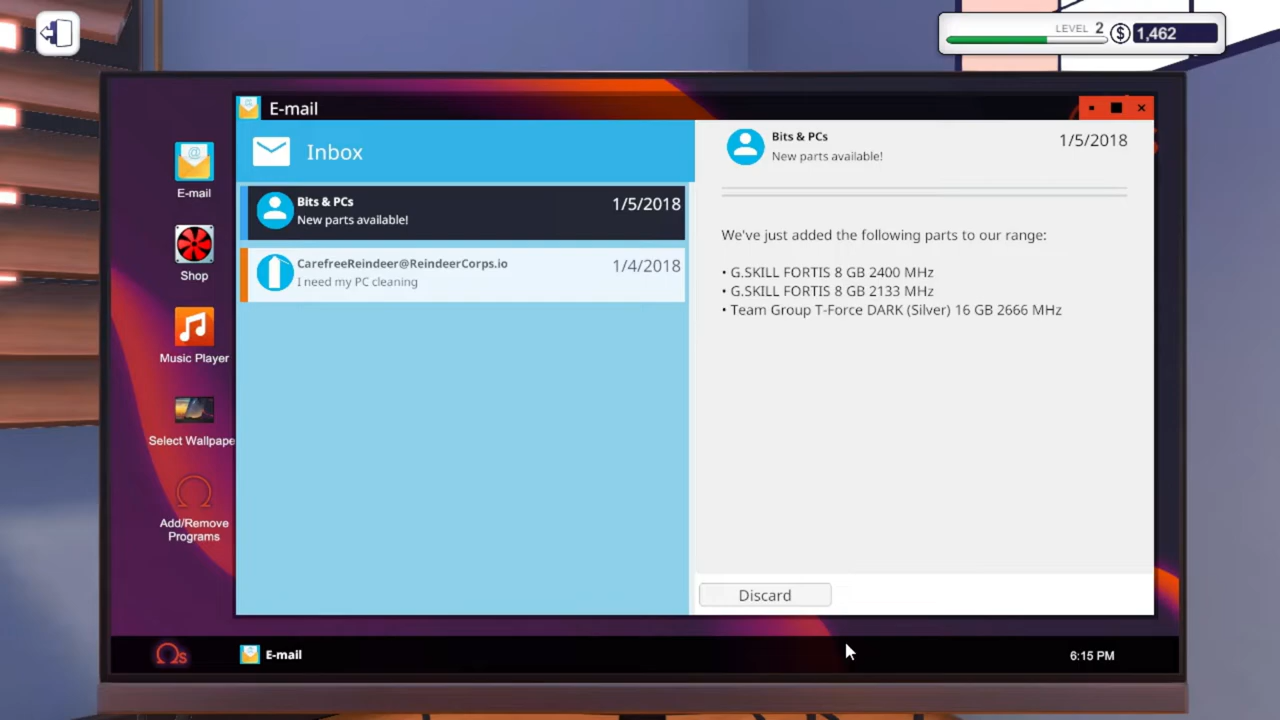 LEVEL 2
$ 1,462
E-mail
Inbox
Bits & PCs
New parts available!
1/5/2018
CarefreeReindeer@ReindeerCorps.io
I need my PC cleaning
1/4/2018
Bits & PCs
New parts available!
1/5/2018
We've just added the following parts to our range:
• G.SKILL FORTIS 8 GB 2400 MHz
• G.SKILL FORTIS 8 GB 2133 MHz
• Team Group T-Force DARK (Silver) 16 GB 2666 MHz
Discard
E-mail
Shop
Music Player
Select Wallpape
Add/Remove
Programs
Ωs
E-mail
6:15 PM